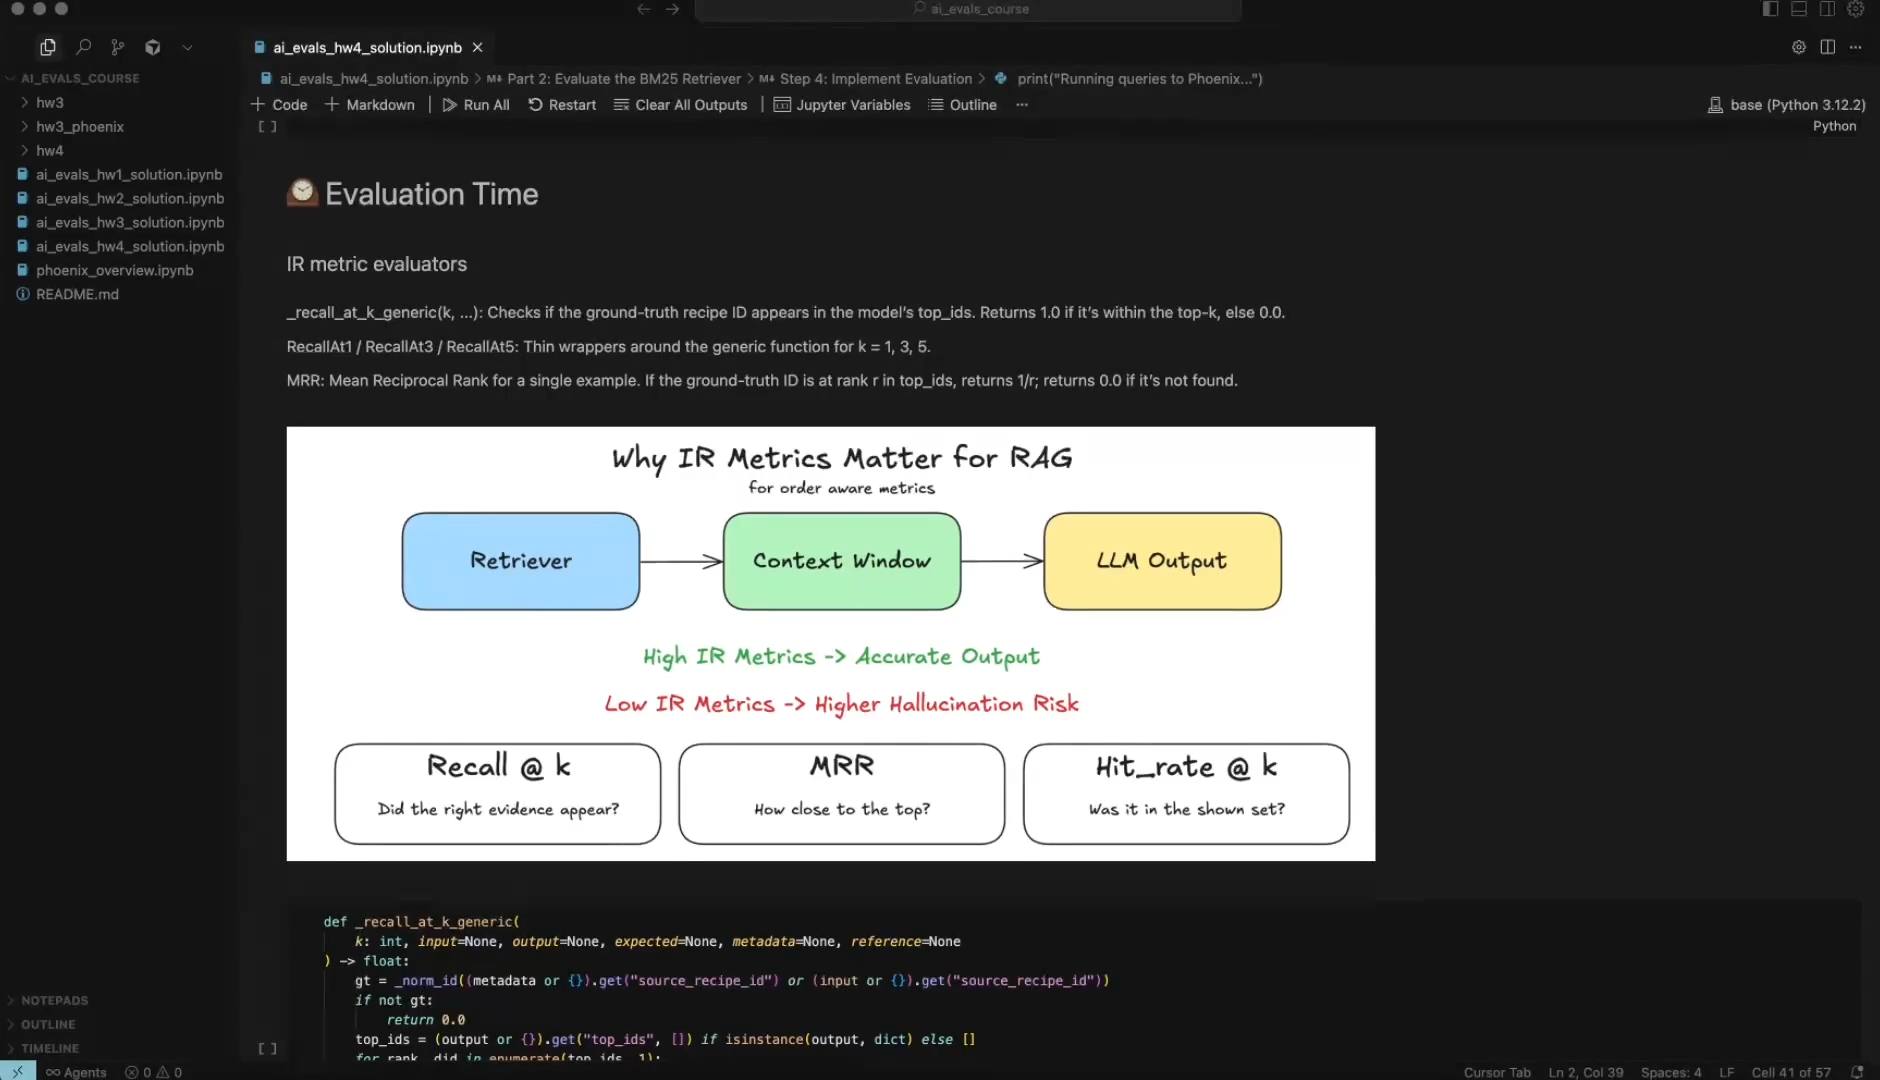 ai_evals_course
ai_evals_hw4_solution.ipynb
AI_EVALS_COURSE
hw3
hw3_phoenix
hw4
ai_evals_hw1_solution.ipynb
ai_evals_hw2_solution.ipynb
ai_evals_hw3_solution.ipynb
ai_evals_hw4_solution.ipynb
phoenix_overview.ipynb
README.md
NOTEPADS
OUTLINE
TIMELINE
ai_evals_hw4_solution.ipynb > M↓ Part 2: Evaluate the BM25 Retriever > M↓ Step 4: Implement Evaluation > print("Running queries to Phoenix...")
+ Code + Markdown | Run All Restart Clear All Outputs | Jupyter Variables Outline ...
base (Python 3.12.2)
[ ]
Python
Evaluation Time
IR metric evaluators
_recall_at_k_generic(k, ...): Checks if the ground-truth recipe ID appears in the model's top_ids. Returns 1.0 if it's within the top-k, else 0.0.
RecallAt1 / RecallAt3 / RecallAt5: Thin wrappers around the generic function for k = 1, 3, 5.
MRR: Mean Reciprocal Rank for a single example. If the ground-truth ID is at rank r in top_ids, returns 1/r; returns 0.0 if it's not found.
Why IR Metrics Matter for RAG
for order aware metrics
Retriever
Context Window
LLM Output
High IR Metrics -> Accurate Output
Low IR Metrics -> Higher Hallucination Risk
Recall @ k
Did the right evidence appear?
MRR
How close to the top?
Hit_rate @ k
Was it in the shown set?
def _recall_at_k_generic(
k: int, input=None, output=None, expected=None, metadata=None, reference=None
) -> float:
gt = _norm_id((metadata or {}).get("source_recipe_id") or (input or {}).get("source_recipe_id"))
if not gt:
return 0.0
top_ids = (output or {}).get("top_ids", []) if isinstance(output, dict) else []
for rank, did in enumerate(top_ids, 1):
[ ]
Agents 0 0
Cursor Tab Ln 2, Col 39 Spaces: 4 LF Cell 41 of 57